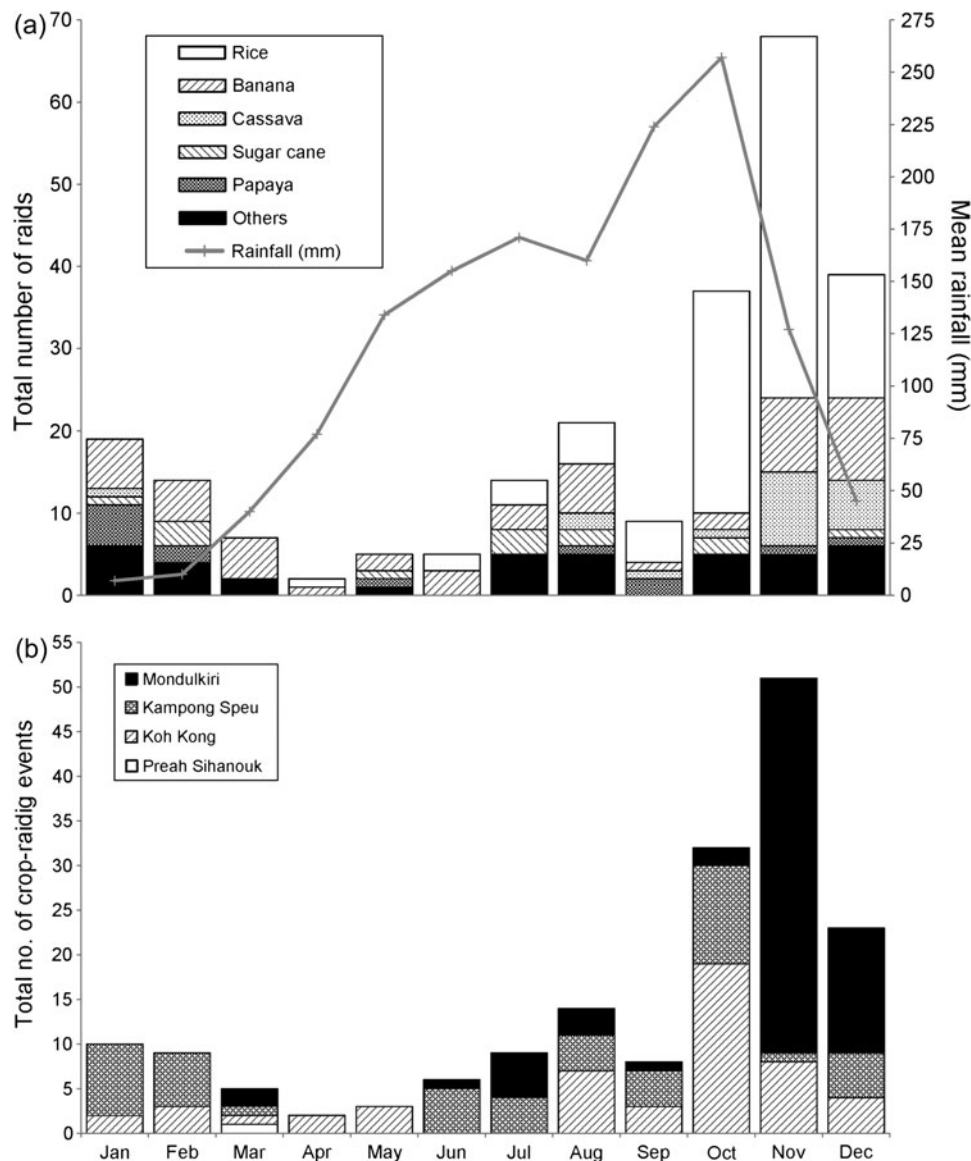 (a)
Total number of raids
70
60
50
40
30
20
10
0
Rice
Banana
Cassava
Sugar cane
Papaya
Others
Rainfall (mm)
275
250
225
200
175
150
125
100
75
50
25
0
Mean rainfall (mm)
(b)
Total no. of crop-raidig events
55
50
45
40
35
30
25
20
15
10
5
0
Mondulkiri
Kampong Speu
Koh Kong
Preah Sihanouk
Jan Feb Mar Apr May Jun Jul Aug Sep Oct Nov Dec